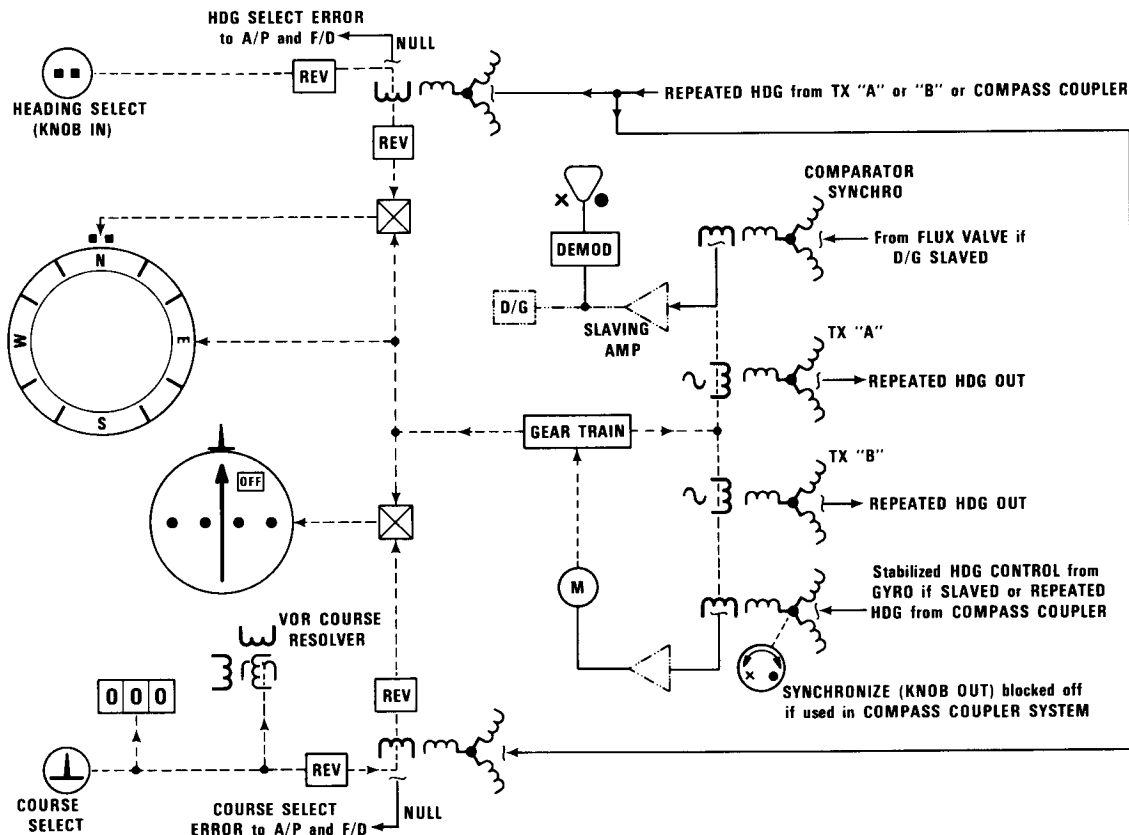 HDG SELECT ERROR
to A/P and F/D
NULL
REV
HEADING SELECT
(KNOB IN)
REPEATED HDG from TX "A" or "B" or COMPASS COUPLER
REV
COMPARATOR
SYNCHRO
× ●
DEMOD
From FLUX VALVE if
D/G SLAVED
D/G
SLAVING
AMP
N
W
E
S
TX "A"
REPEATED HDG OUT
GEAR TRAIN
TX "B"
REPEATED HDG OUT
OFF
M
Stabilized HDG CONTROL from
GYRO if SLAVED or REPEATED
HDG from COMPASS COUPLER
VOR COURSE
RESOLVER
× ●
SYNCHRONIZE (KNOB OUT) blocked off
if used in COMPASS COUPLER SYSTEM
0 0 0
REV
REV
COURSE
SELECT
NULL
COURSE SELECT
ERROR to A/P and F/D